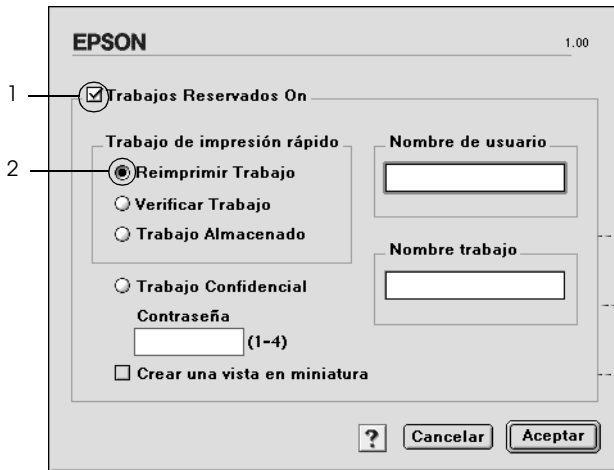 EPSON
1.00
1
Trabajos Reservados On
Trabajo de impresión rápido
Nombre de usuario
2
Reimprimir Trabajo
Verificar Trabajo
Trabajo Almacenado
Nombre trabajo
Trabajo Confidencial
Contraseña
(1-4)
Crear una vista en miniatura
?
Cancelar
Aceptar